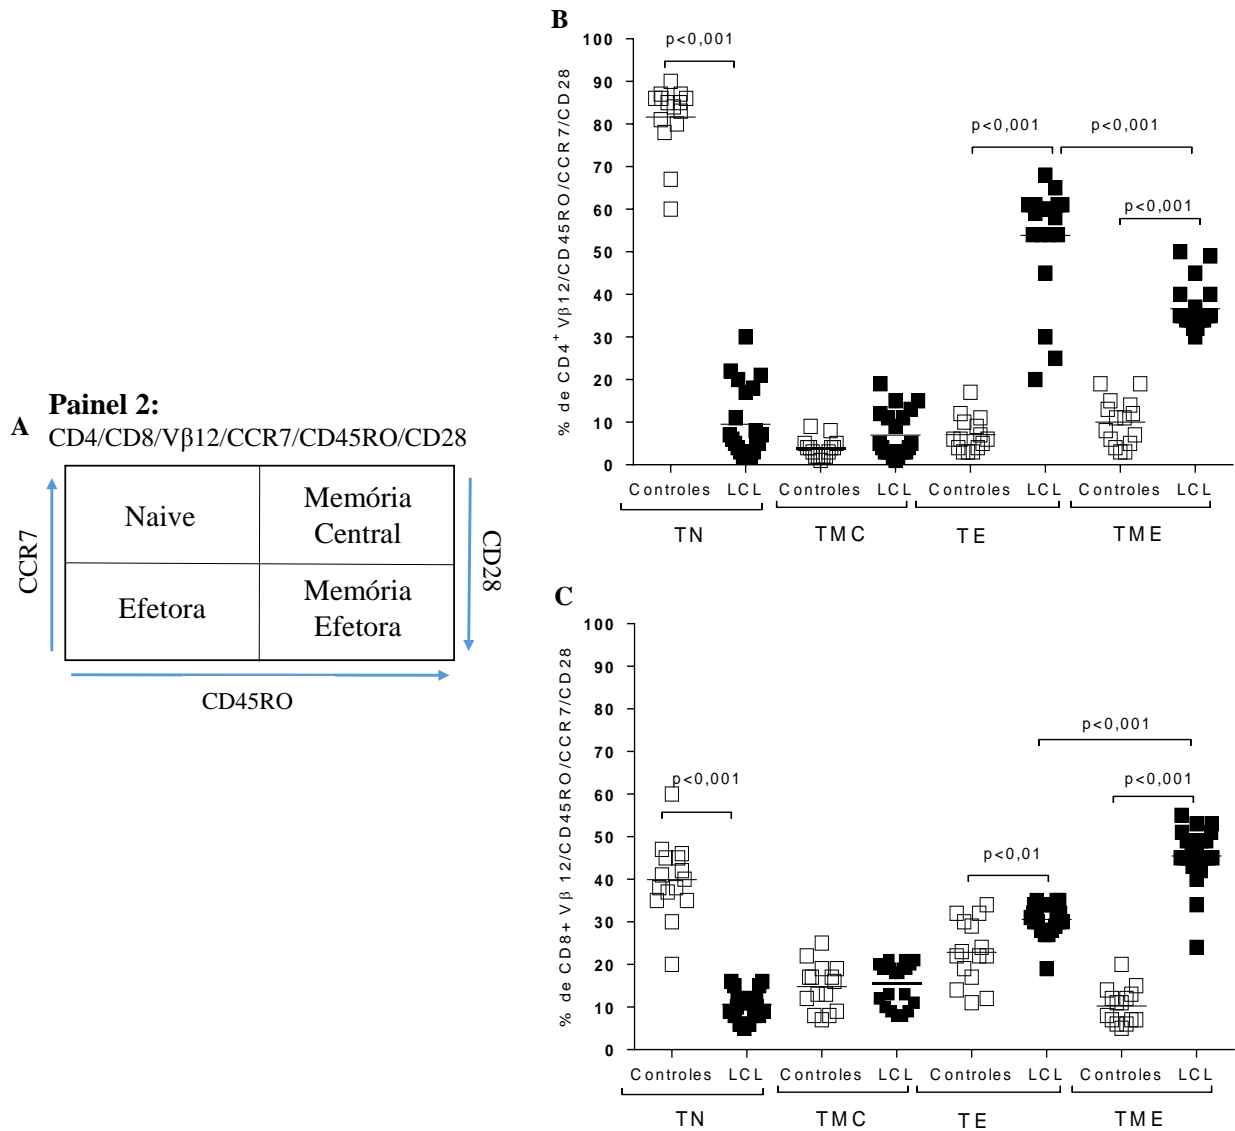 A
Painel 2:
CD4/CD8/Vβ12/CCR7/CD45RO/CD28
CCR7
Naive
Memória
Central
Efetora
Memória
Efetora
CD28
CD45RO
B
% de CD4+ Vβ12/CD45RO/CCR7/CD28
100
90
80
70
60
50
40
30
20
10
0
p<0,001
p<0,001
p<0,001
p<0,001
Controles LCL Controles LCL Controles LCL Controles LCL
TN TMC TE TME
C
% de CD8+ Vβ 12/CD45RO/CCR7/CD28
100
90
80
70
60
50
40
30
20
10
0
p<0,001
p<0,01
p<0,001
p<0,001
Controles LCL Controles LCL Controles LCL Controles LCL
TN TMC TE TME